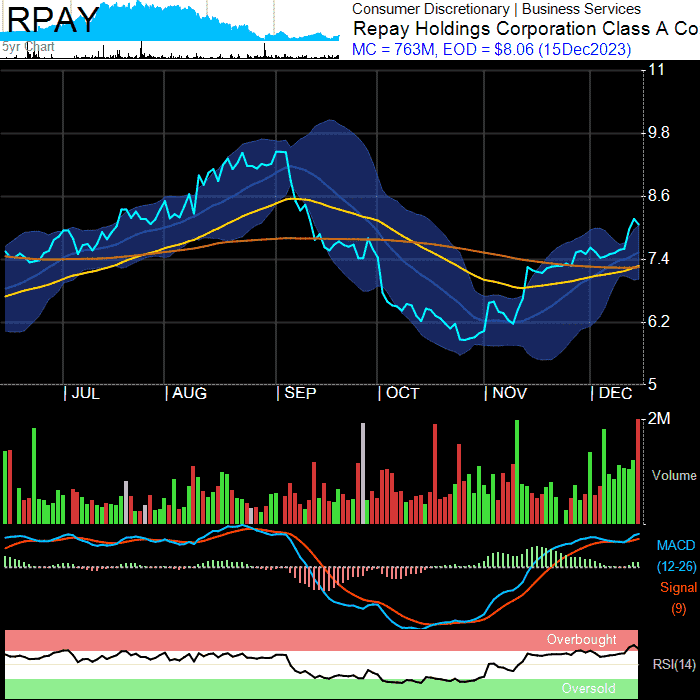 RPAY
5yr Chart
Consumer Discretionary | Business Services
Repay Holdings Corporation Class A Co
MC = 763M, EOD = $8.06 (15Dec2023)
11
9.8
8.6
7.4
6.2
5
| JUL | AUG | SEP | OCT | NOV | DEC
2M
Volume
MACD
(12-26)
Signal
(9)
Overbought
RSI(14)
Oversold